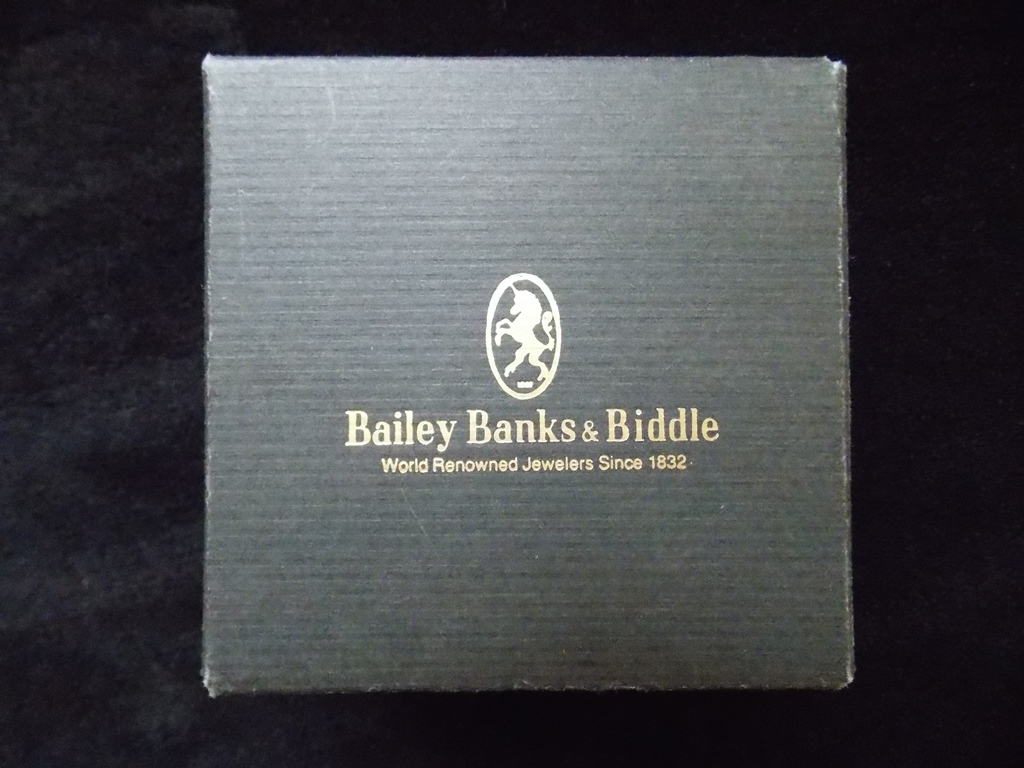 Bailey Banks & Biddle
World Renowned Jewelers Since 1832